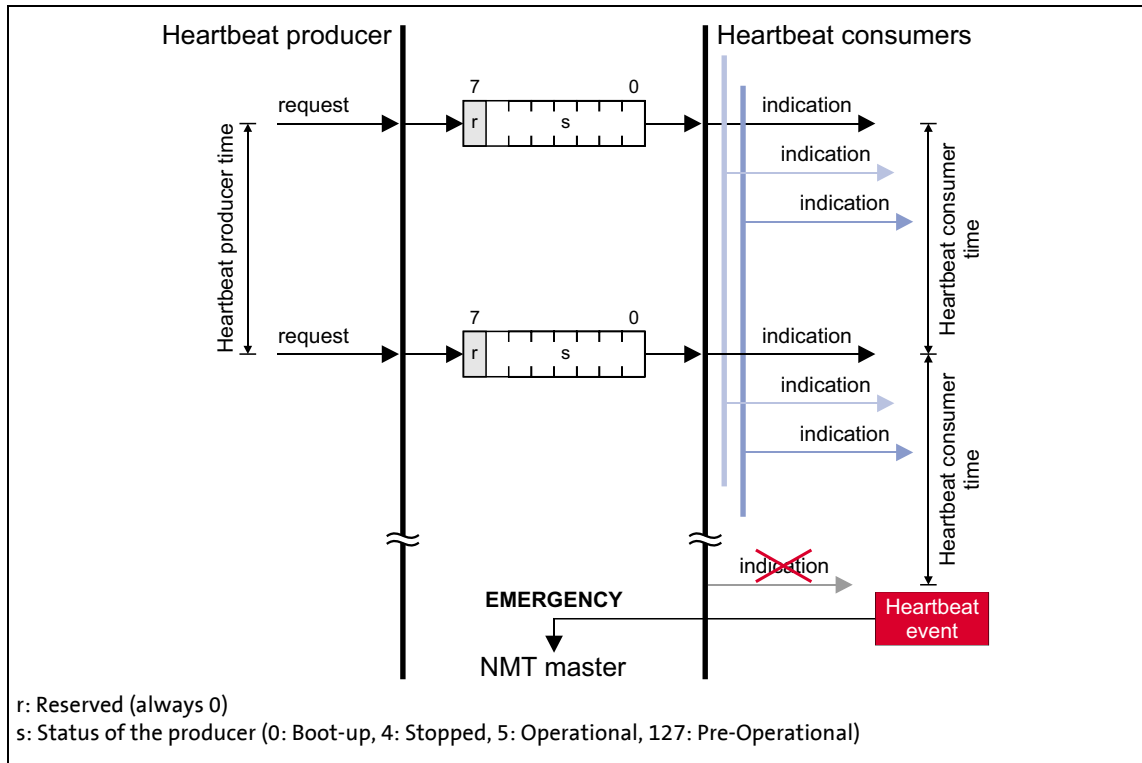 Heartbeat producer
Heartbeat consumers
7 0
request
r s
indication
indication
indication
Heartbeat producer time
Heartbeat consumer
time
7 0
request
r s
indication
indication
indication
Heartbeat consumer
time
indication
EMERGENCY
Heartbeat
event
NMT master
r: Reserved (always 0)
s: Status of the producer (0: Boot-up, 4: Stopped, 5: Operational, 127: Pre-Operational)